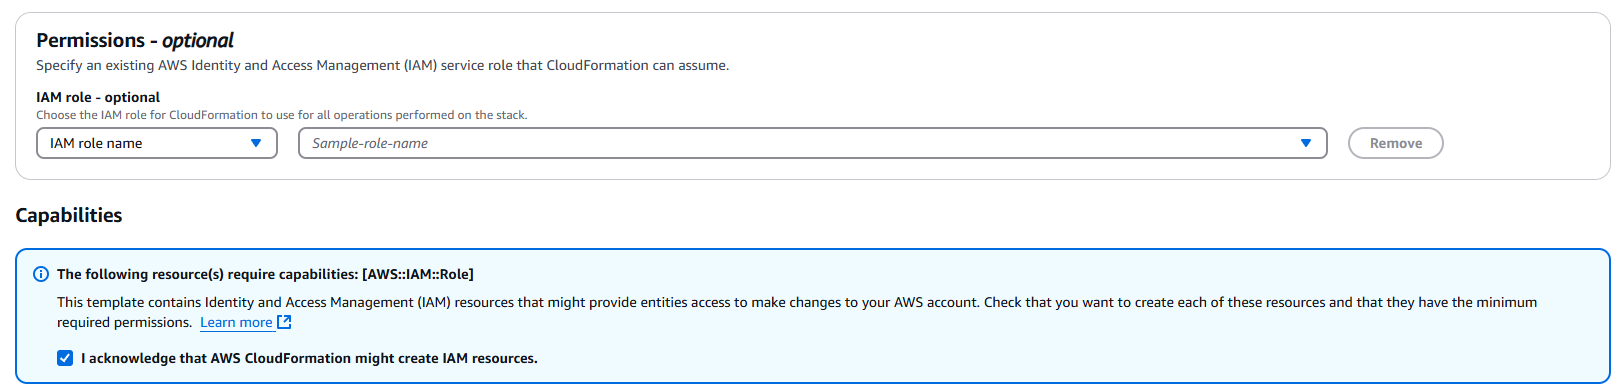 Permissions - optional
Specify an existing AWS Identity and Access Management (IAM) service role that CloudFormation can assume.
IAM role - optional
Choose the IAM role for CloudFormation to use for all operations performed on the stack.
IAM role name
Sample-role-name
Remove
Capabilities
The following resource(s) require capabilities: [AWS::IAM::Role]
This template contains Identity and Access Management (IAM) resources that might provide entities access to make changes to your AWS account. Check that you want to create each of these resources and that they have the minimum
required permissions. Learn more
I acknowledge that AWS CloudFormation might create IAM resources.